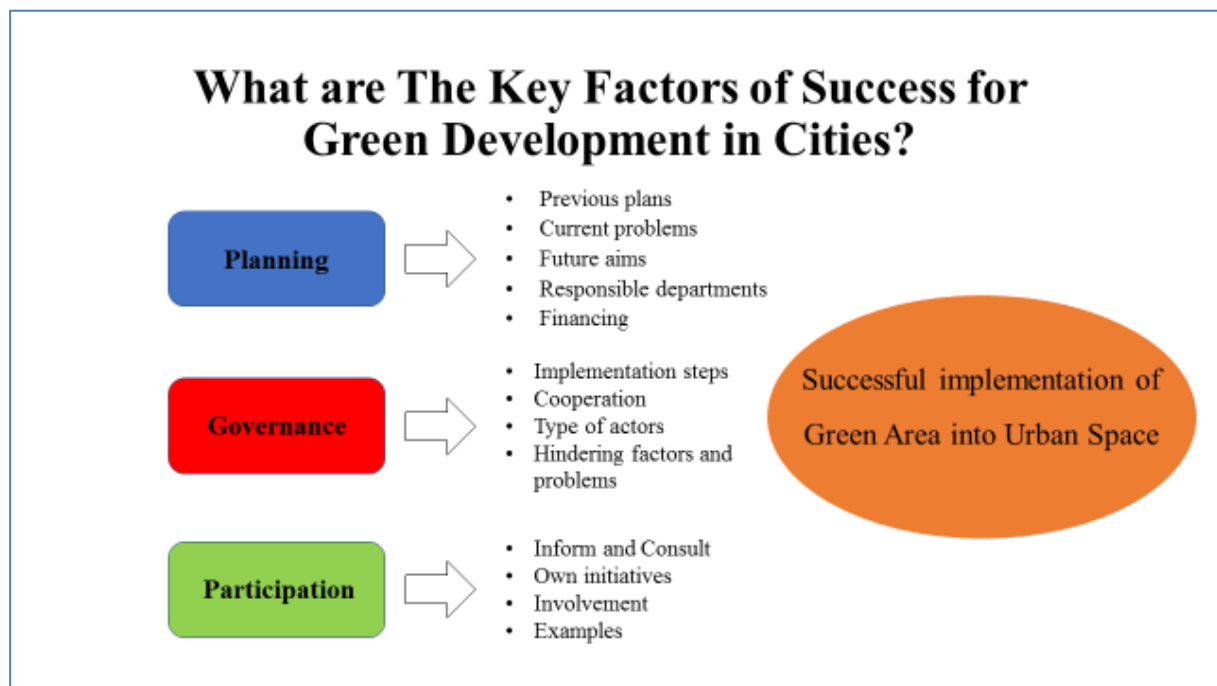 What are The Key Factors of Success for
Green Development in Cities?
Planning
• Previous plans
• Current problems
• Future aims
• Responsible departments
• Financing
Governance
• Implementation steps
• Cooperation
• Type of actors
• Hindering factors and
problems
Participation
• Inform and Consult
• Own initiatives
• Involvement
• Examples
Successful implementation of
Green Area into Urban Space